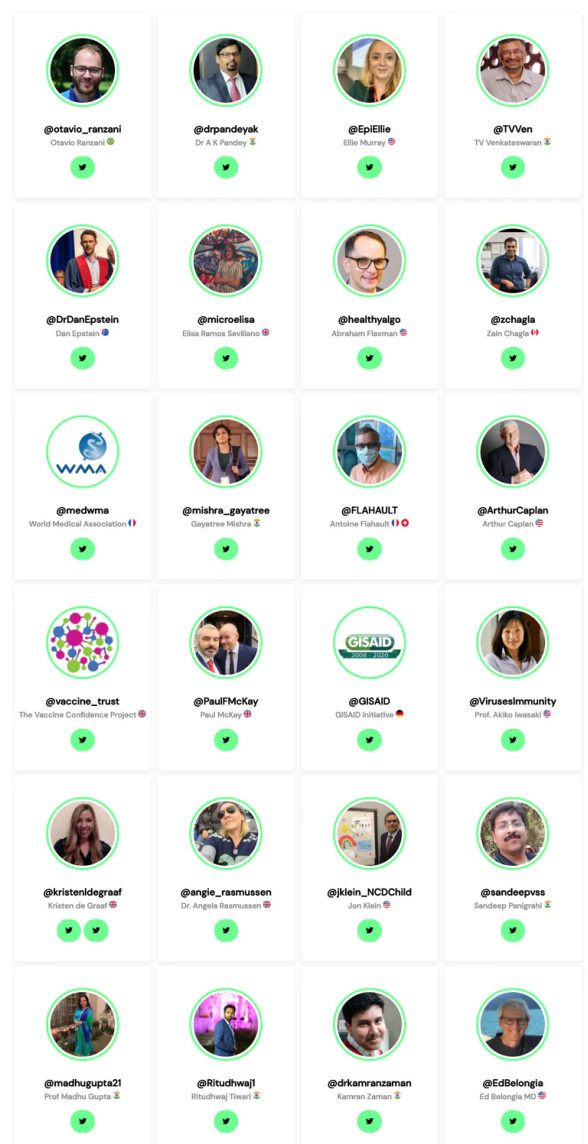 @otavio_ranzani
Otavio Ranzani
@drpandeyak
Dr A K Pandey
@EpiEllie
Ellie Murray
@TVVen
TV Venkateswaran
@DrDanEpstein
Dan Epstein
@microelisa
Elisa Ramos Sevillano
@healthyalgo
Abraham Flaxman
@zchagla
Zain Chagla
WMA
@medwma
World Medical Association
@mishra_gayatree
Gayatree Mishra
@FLAHAULT
Antoine Flahault
@ArthurCaplan
Arthur Caplan
@vaccine_trust
The Vaccine Confidence Project
@PaulFMcKay
Paul McKay
GISAID
2008 - 2020
@GISAID
GISAID Initiative
@VirusesImmunity
Prof. Akiko Iwasaki
@kristenldegraaf
Kristen de Graaf
@angie_rasmussen
Dr. Angela Rasmussen
@jklein_NCDChild
Jon Klein
@sandeepvss
Sandeep Panigrahi
@madhugupta21
Prof Madhu Gupta
@Ritudhwaj1
Ritudhwaj Tiwari
@drkamranzaman
Kamran Zaman
@EdBelongia
Ed Belongia MD